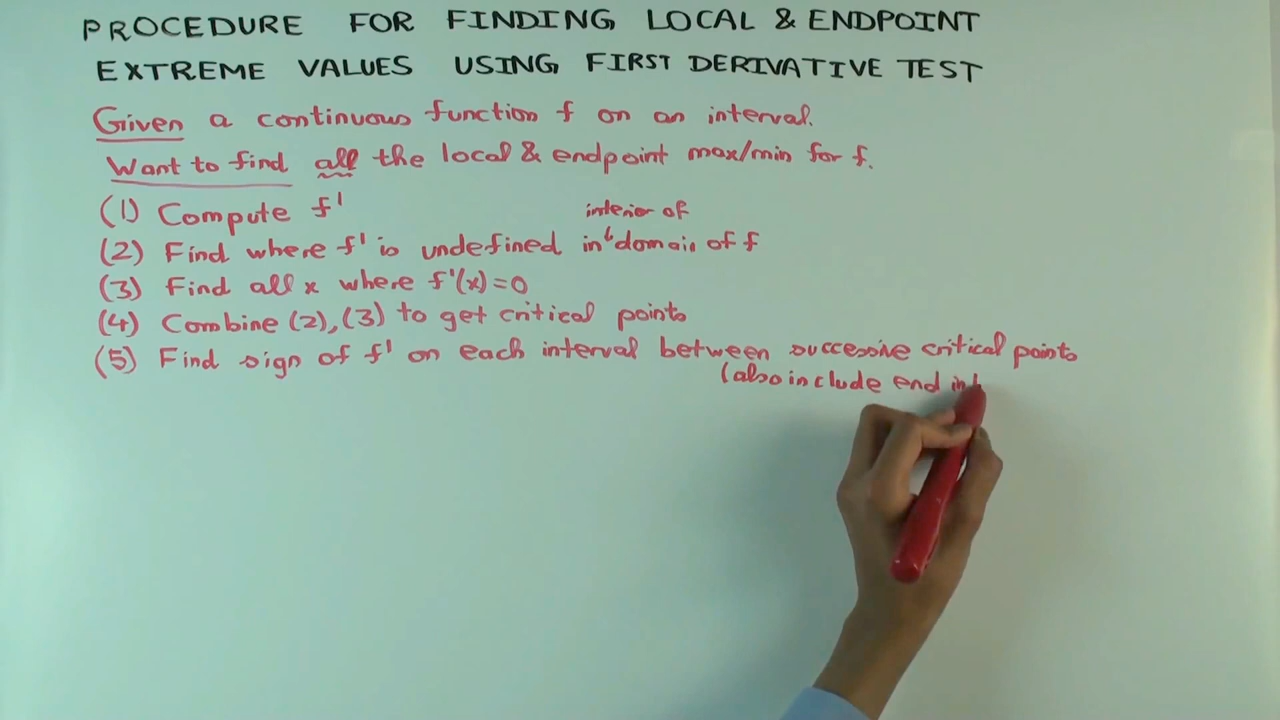 PROCEDURE FOR FINDING LOCAL & ENDPOINT
EXTREME VALUES USING FIRST DERIVATIVE TEST
Given a continuous function f on an interval.
Want to find all the local & endpoint max/min for f.
(1) Compute f'
interior of
(2) Find where f' is undefined in domain of f
(3) Find all x where f'(x)=0
(4) Combine (2),(3) to get critical points
(5) Find sign of f' on each interval between successive critical points
(also include end